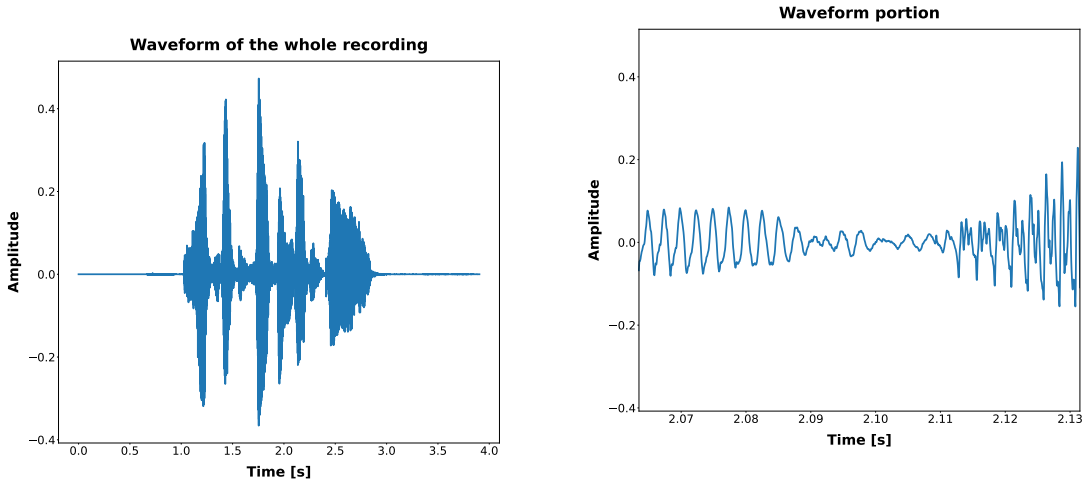 Waveform of the whole recording
Amplitude
0.4
0.2
0.0
−0.2
−0.4
0.0 0.5 1.0 1.5 2.0 2.5 3.0 3.5 4.0
Time [s]
Waveform portion
Amplitude
0.4
0.2
0.0
−0.2
−0.4
2.07 2.08 2.09 2.10 2.11 2.12 2.13
Time [s]